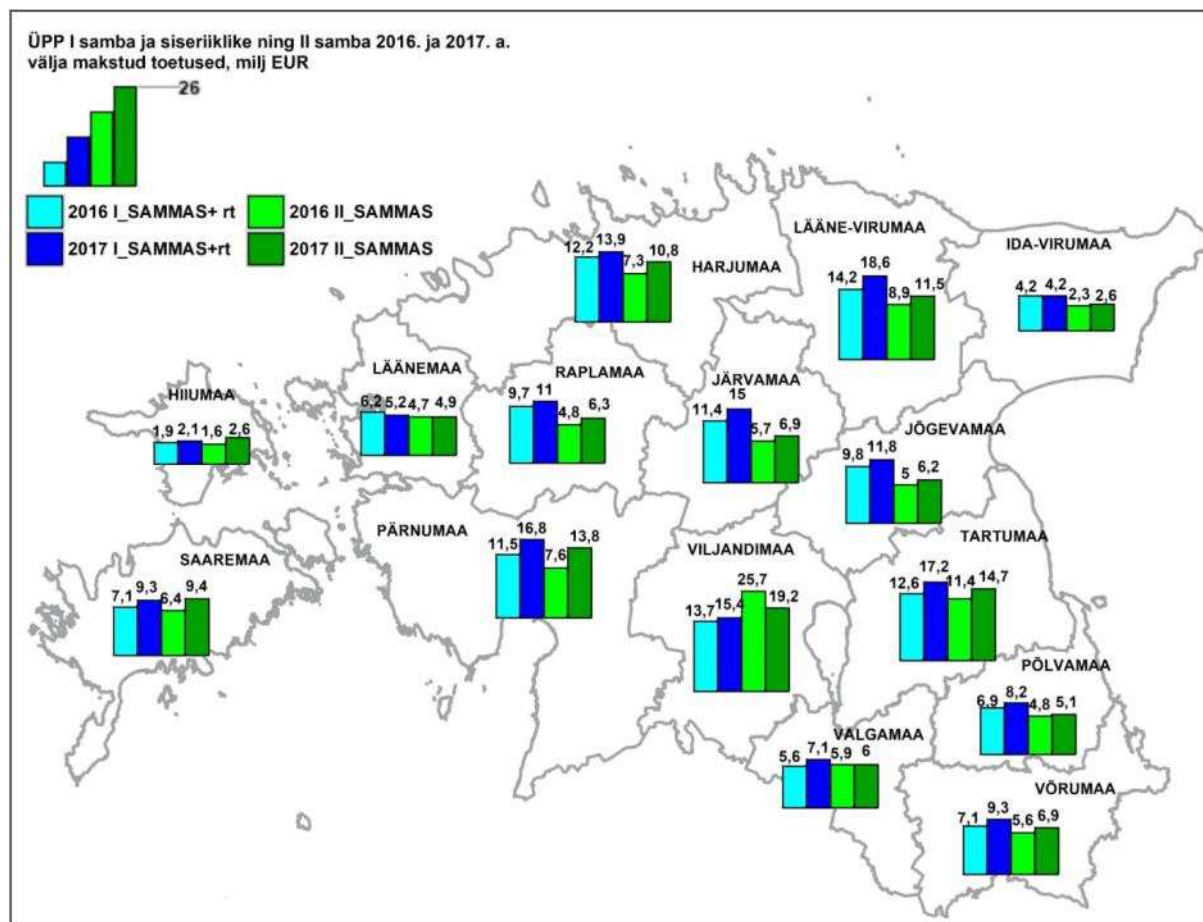 ÜPP I samba ja siseriiklike ning II samba 2016. ja 2017. a.
välja makstud toetused, milj EUR
26
2016 I_SAMMAS+ rt
2016 II_SAMMAS
2017 I_SAMMAS+rt
2017 II_SAMMAS
HARJUMAA
12,2 13,9 7,3 10,8
LÄÄNE-VIRUMAA
14,2 18,6 8,9 11,5
IDA-VIRUMAA
4,2 4,2 2,3 2,6
HIIUMAA
1,9 2,1 1,6 2,6
LÄÄNEMAA
6,2 5,2 4,7 4,9
RAPLAMAA
9,7 11 4,8 6,3
JÄRVAMAA
11,4 15 5,7 6,9
JÕGEVAMAA
9,8 11,8 5 6,2
SAAREMAA
7,1 9,3 6,4 9,4
PÄRNUMAA
11,5 16,8 7,6 13,8
VILJANDIMAA
13,7 15,4 25,7 19,2
TARTUMAA
12,6 17,2 11,4 14,7
PÕLVAMAA
6,9 8,2 4,8 5,1
VALGAMAA
5,6 7,1 5,9 6
VÕRUMAA
7,1 9,3 5,6 6,9